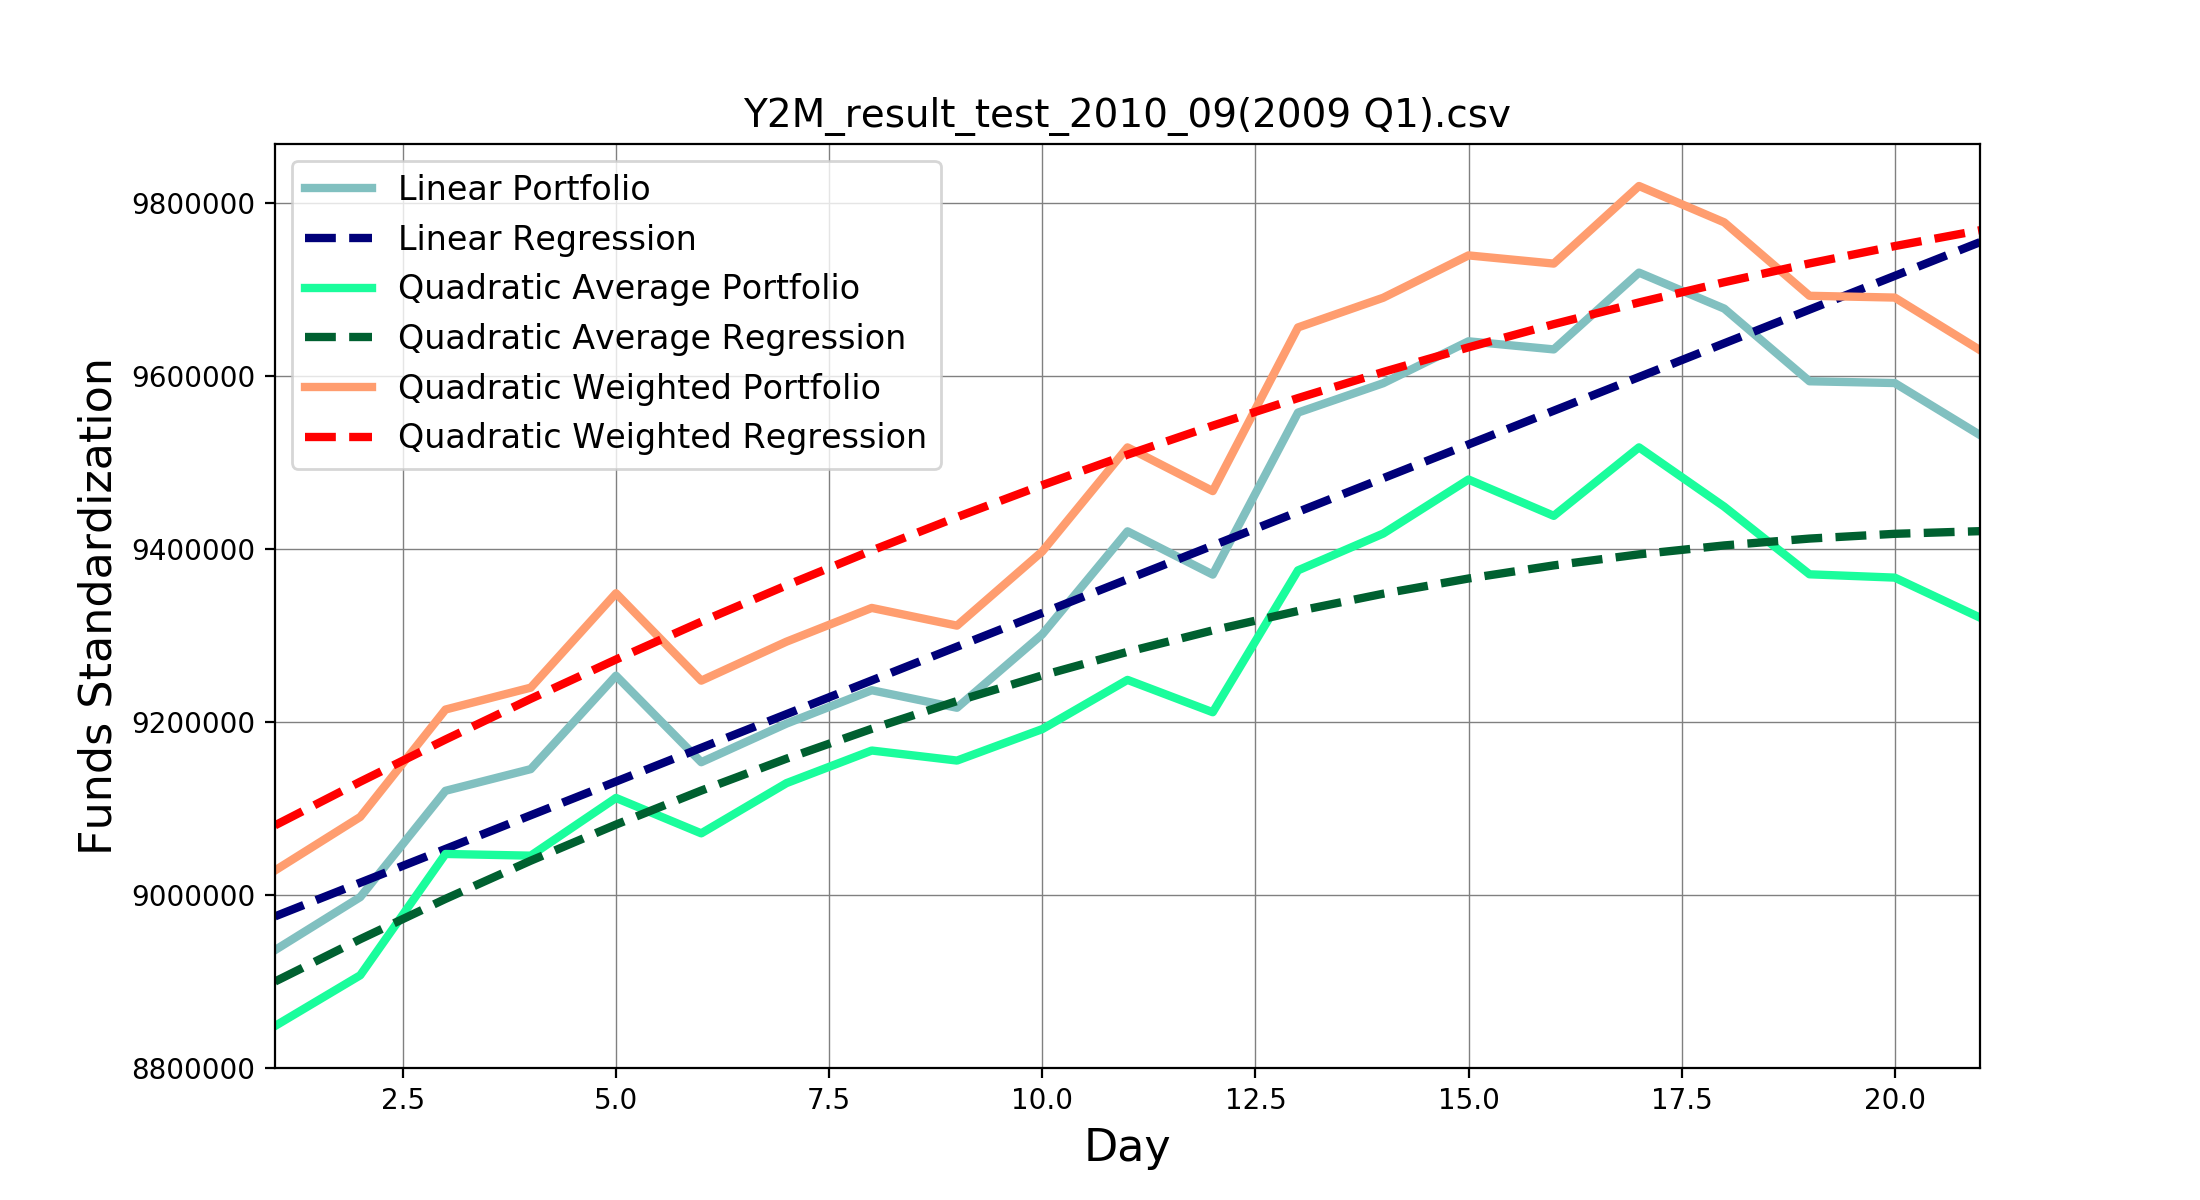 Y2M_result_test_2010_09(2009 Q1).csv
Linear Portfolio
Linear Regression
Quadratic Average Portfolio
Quadratic Average Regression
Quadratic Weighted Portfolio
Quadratic Weighted Regression
Funds Standardization
9800000
9600000
9400000
9200000
9000000
8800000
2.5 5.0 7.5 10.0 12.5 15.0 17.5 20.0
Day